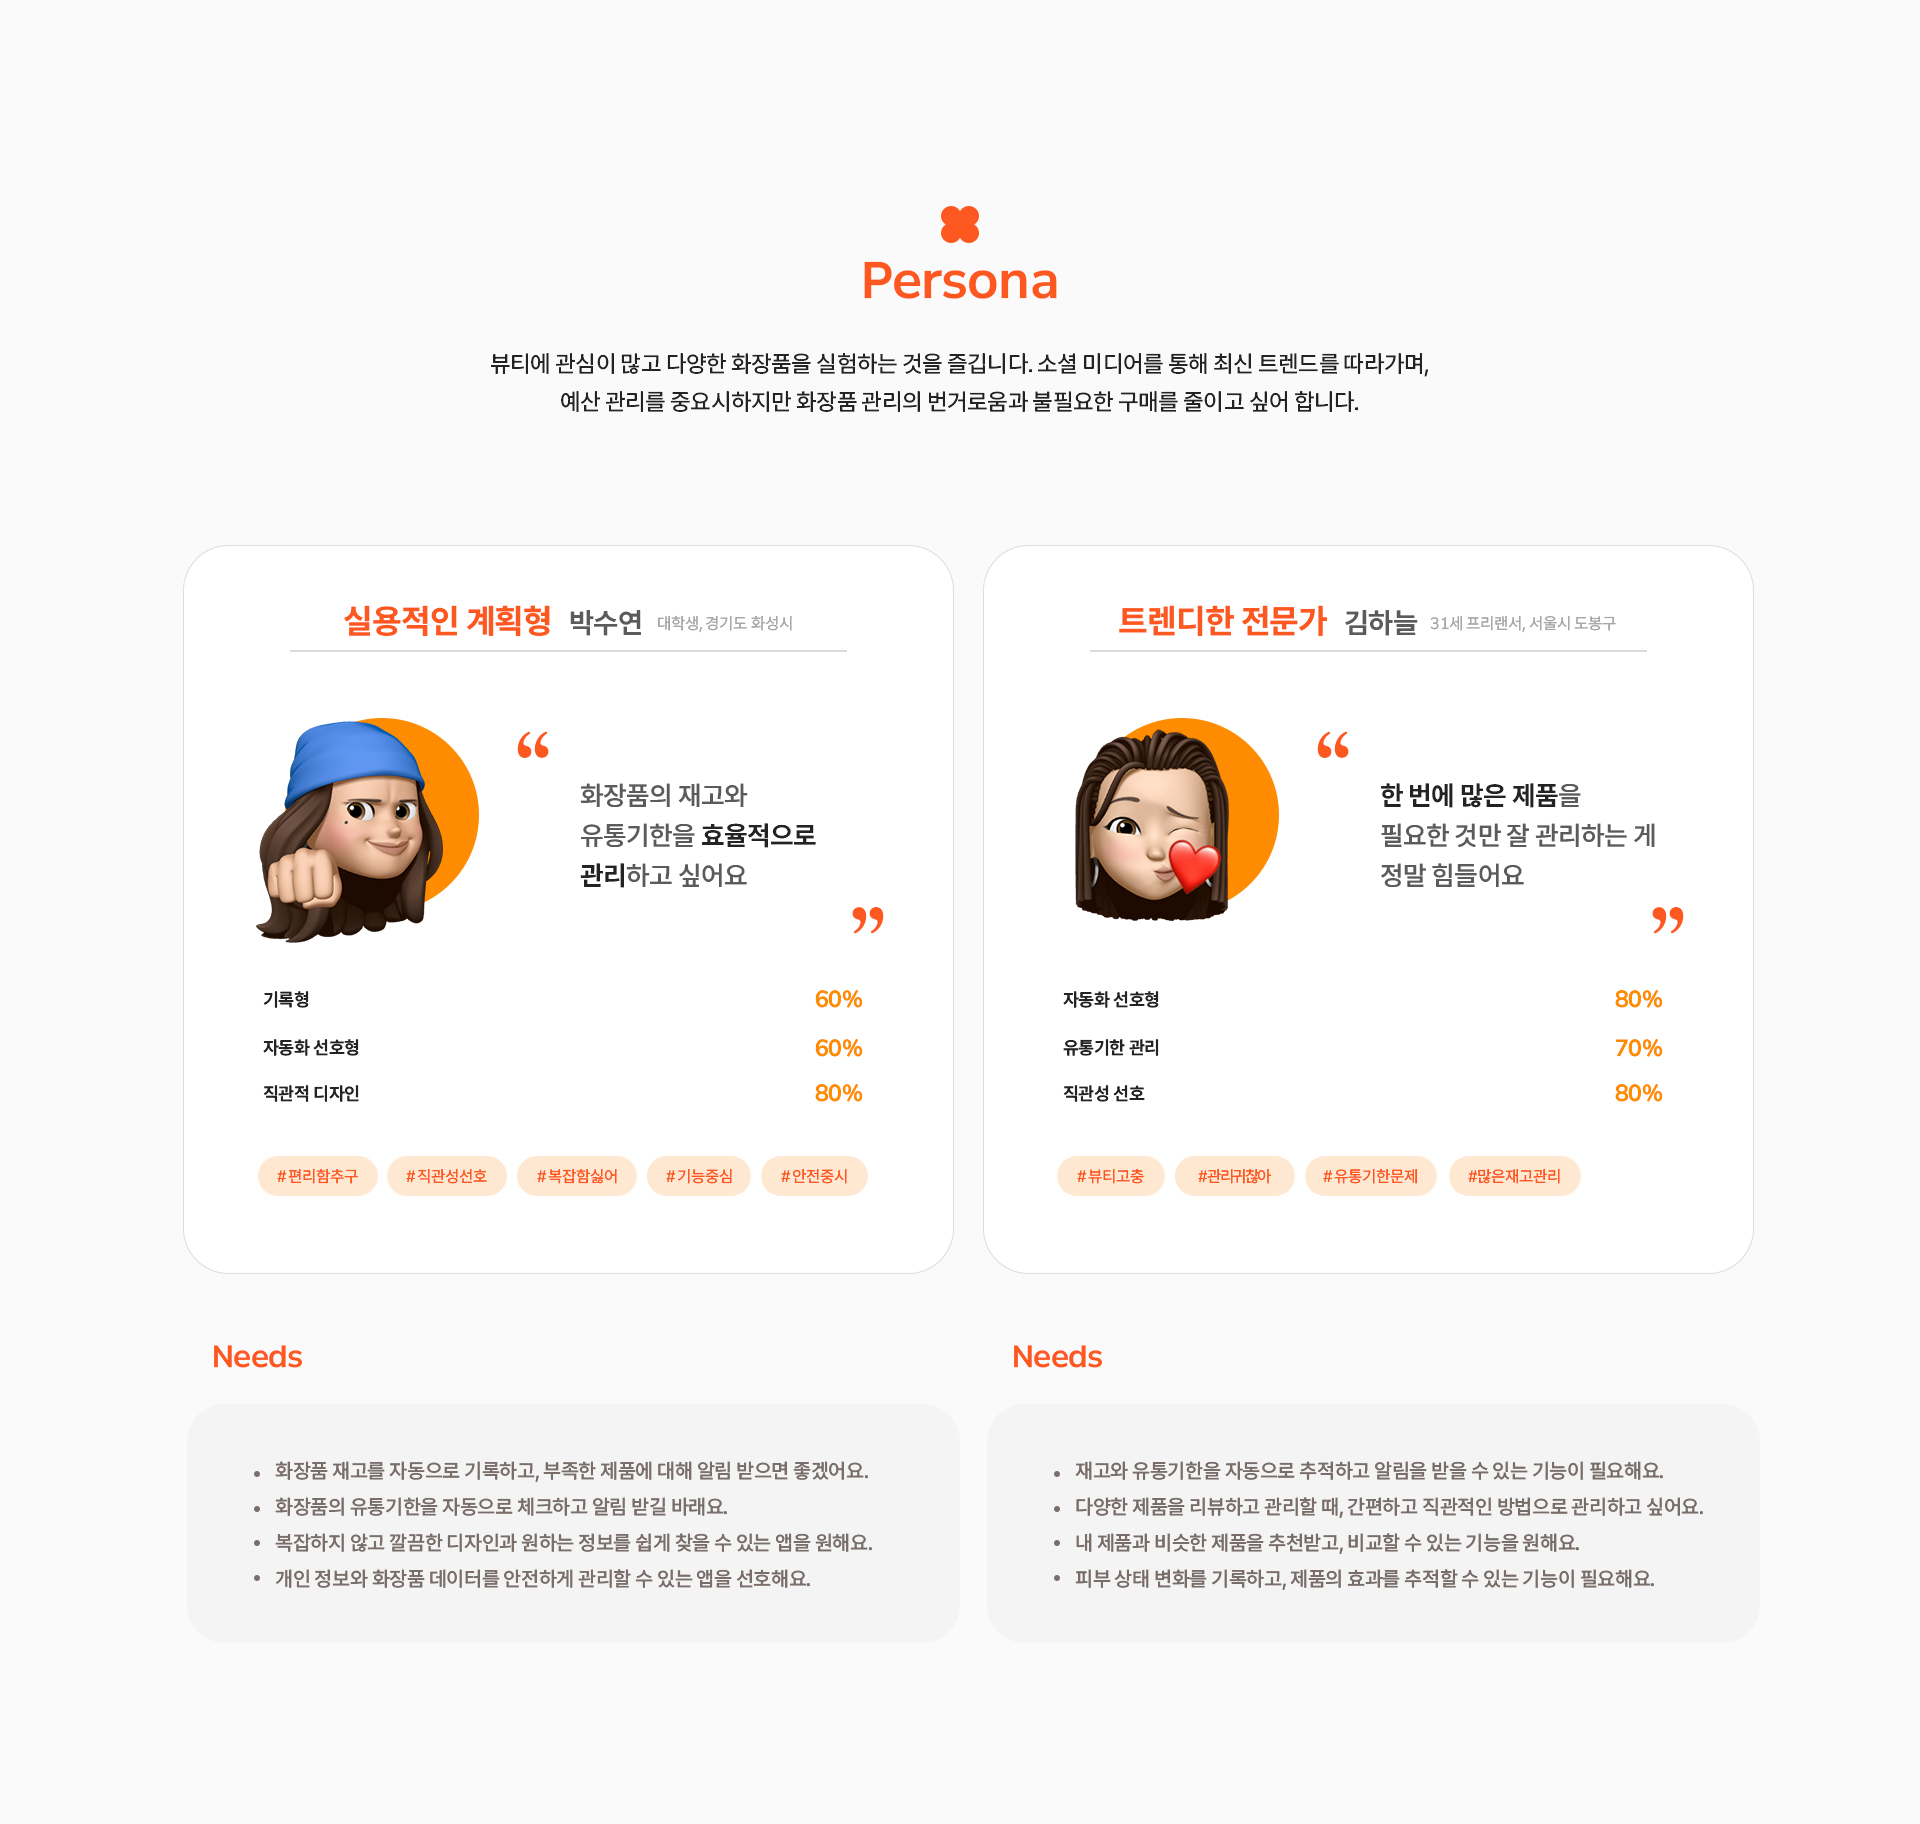 Persona
뷰티에 관심이 많고 다양한 화장품을 실험하는 것을 즐깁니다. 소셜 미디어를 통해 최신 트렌드를 따라가며,
예산 관리를 중요시하지만 화장품 관리의 번거로움과 불필요한 구매를 줄이고 싶어 합니다.
실용적인 계획형 박수연 대학생, 경기도 화성시
“
화장품의 재고와
유통기한을 효율적으로
관리하고 싶어요
”
기록형 60%
자동화 선호형 60%
직관적 디자인 80%
#편리함추구 #직관성선호 #복잡함싫어 #기능중심 #안전중시
트렌디한 전문가 김하늘 31세 프리랜서, 서울시 도봉구
“
한 번에 많은 제품을
필요한 것만 잘 관리하는 게
정말 힘들어요
”
자동화 선호형 80%
유통기한 관리 70%
직관성 선호 80%
#뷰티고충 #관리귀찮아 #유통기한문제 #많은재고관리
Needs
• 화장품 재고를 자동으로 기록하고, 부족한 제품에 대해 알림 받으면 좋겠어요.
• 화장품의 유통기한을 자동으로 체크하고 알림 받길 바래요.
• 복잡하지 않고 깔끔한 디자인과 원하는 정보를 쉽게 찾을 수 있는 앱을 원해요.
• 개인 정보와 화장품 데이터를 안전하게 관리할 수 있는 앱을 선호해요.
Needs
• 재고와 유통기한을 자동으로 추적하고 알림을 받을 수 있는 기능이 필요해요.
• 다양한 제품을 리뷰하고 관리할 때, 간편하고 직관적인 방법으로 관리하고 싶어요.
• 내 제품과 비슷한 제품을 추천받고, 비교할 수 있는 기능을 원해요.
• 피부 상태 변화를 기록하고, 제품의 효과를 추적할 수 있는 기능이 필요해요.